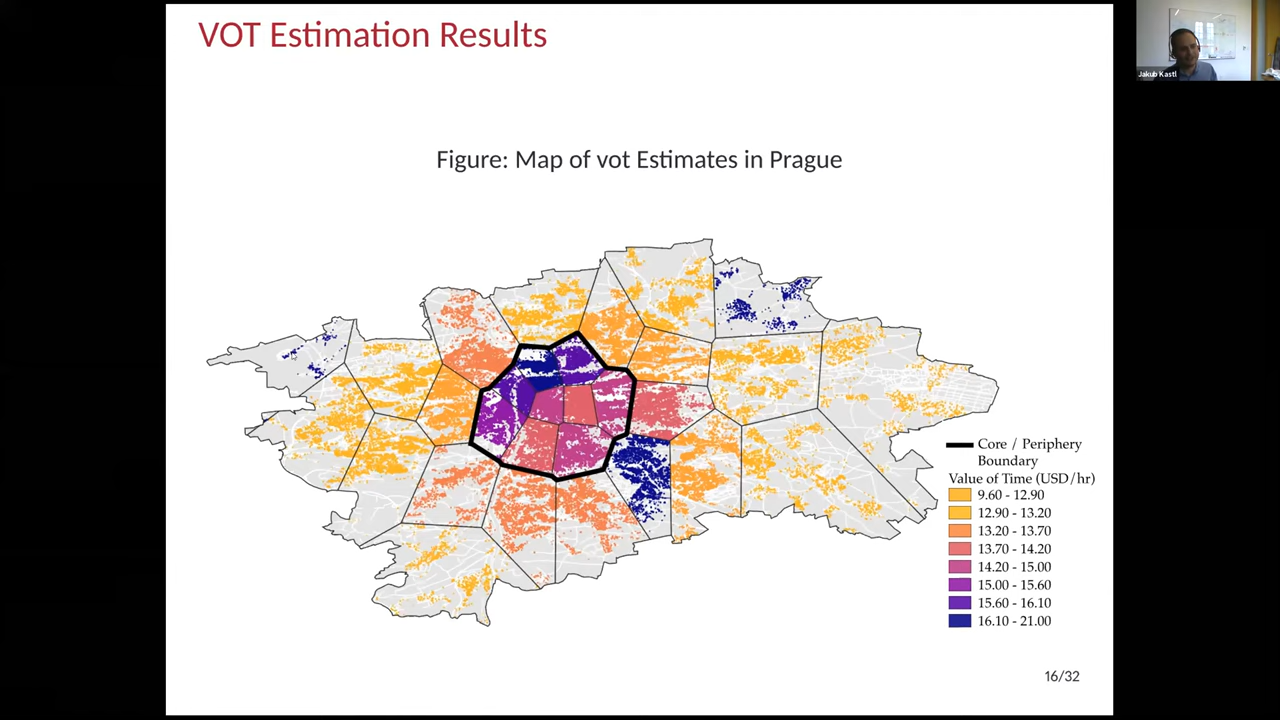 VOT Estimation Results
Jakub Kastl
Figure: Map of vot Estimates in Prague
Core / Periphery
Boundary
Value of Time (USD/hr)
9.60 - 12.90
12.90 - 13.20
13.20 - 13.70
13.70 - 14.20
14.20 - 15.00
15.00 - 15.60
15.60 - 16.10
16.10 - 21.00
16/32